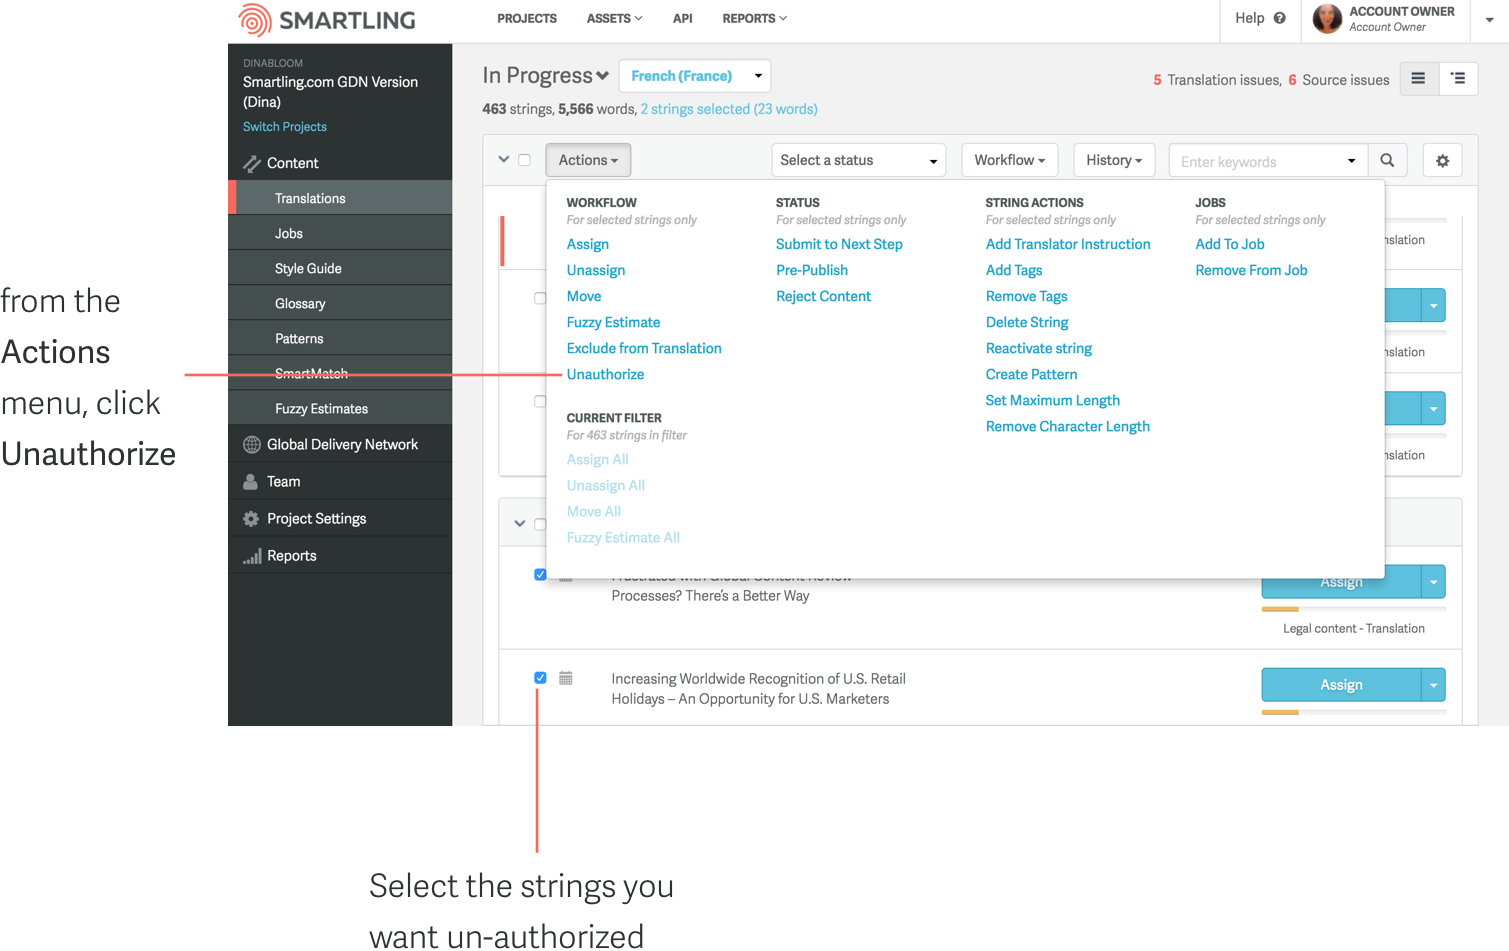 SMARTLING
PROJECTS
ASSETS
API
REPORTS
Help
ACCOUNT OWNER
Account Owner
DINABLOOM
Smartling.com GDN Version
(Dina)
Switch Projects
Content
Translations
Jobs
Style Guide
Glossary
Patterns
SmartMatch
Fuzzy Estimates
Global Delivery Network
Team
Project Settings
Reports
from the
Actions
menu, click
Unauthorize
In Progress
French (France)
5 Translation issues, 6 Source issues
463 strings, 5,566 words, 2 strings selected (23 words)
Actions
Select a status
Workflow
History
Enter keywords
WORKFLOW
For selected strings only
Assign
Unassign
Move
Fuzzy Estimate
Exclude from Translation
Unauthorize
CURRENT FILTER
For 463 strings in filter
Assign All
Unassign All
Move All
Fuzzy Estimate All
STATUS
For selected strings only
Submit to Next Step
Pre-Publish
Reject Content
STRING ACTIONS
For selected strings only
Add Translator Instruction
Add Tags
Remove Tags
Delete String
Reactivate string
Create Pattern
Set Maximum Length
Remove Character Length
JOBS
For selected strings only
Add To Job
Remove From Job
nslation
nslation
nslation
Frustrated with Global Content Review
Processes? There's a Better Way
Assign
Legal content - Translation
Increasing Worldwide Recognition of U.S. Retail
Holidays – An Opportunity for U.S. Marketers
Assign
Select the strings you
want un-authorized